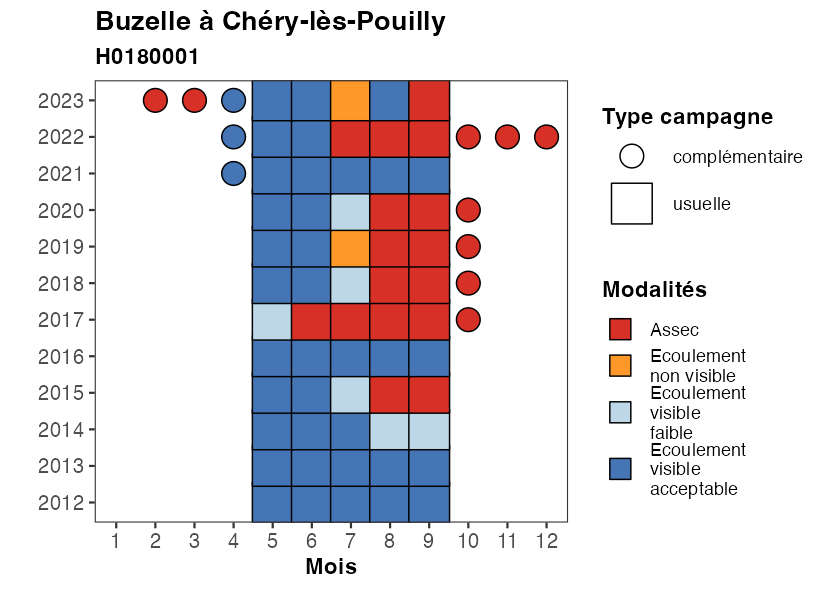 Buzelle à Chéry-lès-Pouilly
H0180001
2023
2022
2021
2020
2019
2018
2017
2016
2015
2014
2013
2012
1 2 3 4 5 6 7 8 9 10 11 12
Mois
Type campagne
complémentaire
usuelle
Modalités
Assec
Ecoulement
non visible
Ecoulement
visible
faible
Ecoulement
visible
acceptable